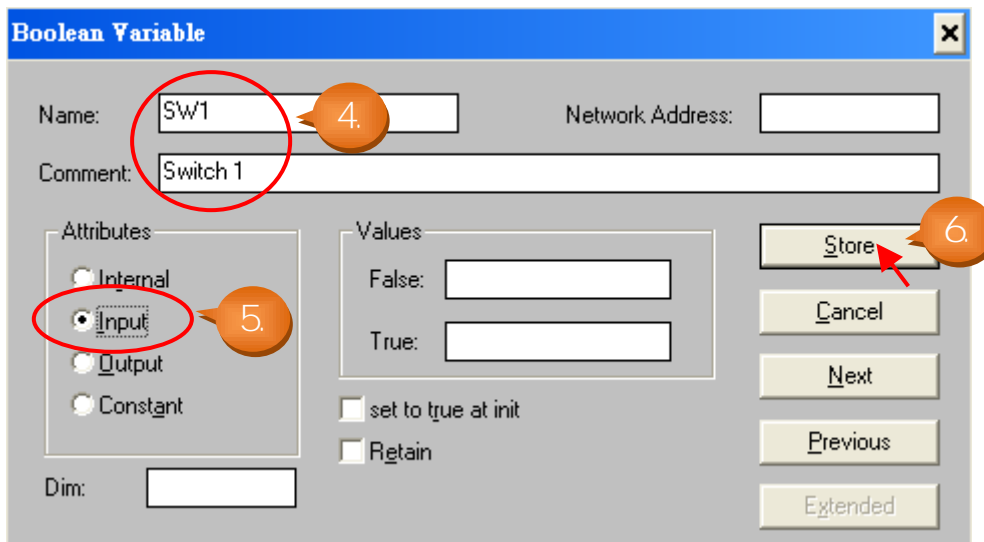 Boolean Variable
Name: SW1 4. Network Address:
Comment: Switch 1
Attributes Values
Store 6.
Internal False:
Input 5. Cancel
True:
Output
Next
Constant set to true at init
Retain Previous
Dim:
Extended